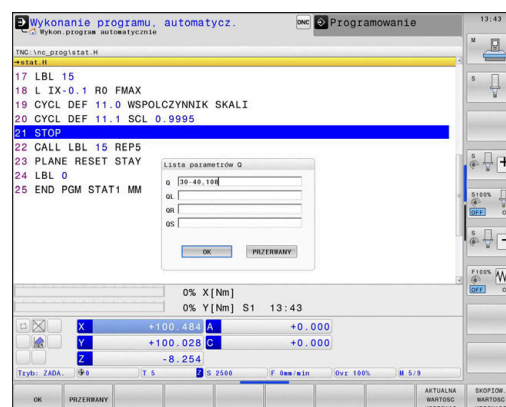 Wykonanie programu, automatycz.
Wykon.program automatycznie
DNC
Programowanie
13:43
TNC:\nc_prog\stat.H
→stat.H
17 LBL 15
18 L IX-0.1 R0 FMAX
19 CYCL DEF 11.0 WSPOLCZYNNIK SKALI
20 CYCL DEF 11.1 SCL 0.9995
21 STOP
22 CALL LBL 15 REP5
23 PLANE RESET STAY
24 LBL 0
25 END PGM STAT1 MM
Lista parametrów Q
Q 30-40,108
QL
QR
QS
OK
PRZERWANY
M
S
S
S100%
OFF
S
F100%
OFF
0% X[Nm]
0% Y[Nm] S1 13:43
X +100.484 A +0.000
Y +100.028 C +0.000
Z -8.254
Tryb: ZADA. 0 T 5 Z S 2500 F 0mm/min Ovr 100% M 5/9
OK
PRZERWANY
AKTUALNA
WARTOSC
SKOPIOW.
WARTOSC